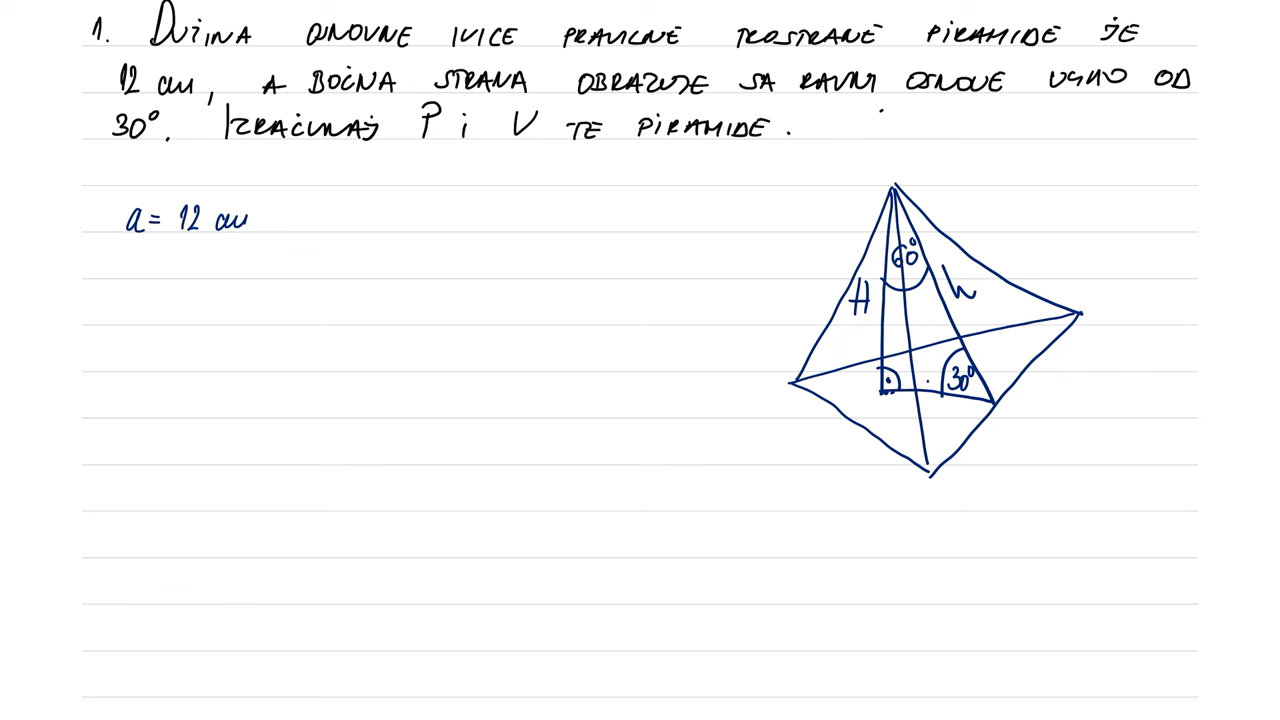 1. DUŽINA OSNOVNE IVICE PRAVILNE TROSTRANE PIRAMIDE JE
12 cm, A BOČNA STRANA OBRAZUJE SA RAVNI OSNOVE UGAO OD
30°. IZRAČUNAJ P i V TE PIRAMIDE.
a = 12 cm
60°
H
h
30°